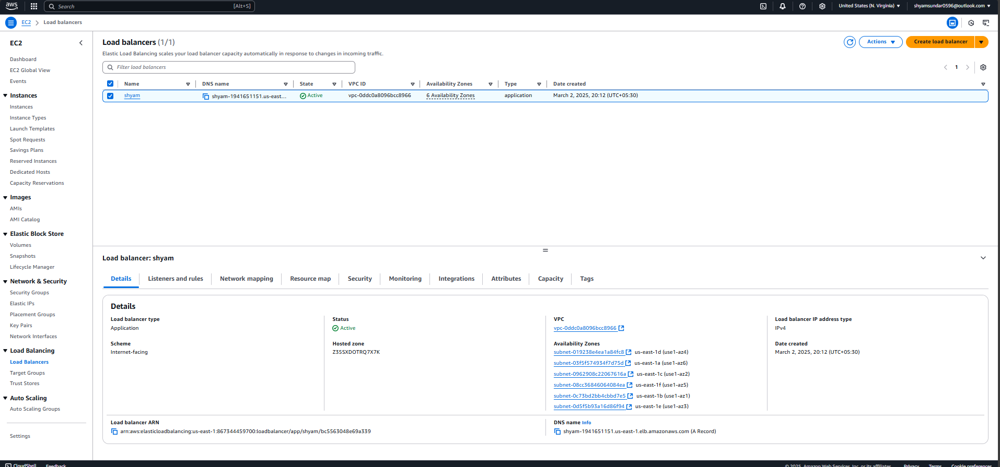 aws
Search [Alt+S]
United States (N. Virginia)
shyamsundar0596@outlook.com
EC2 Load balancers
EC2
Dashboard
EC2 Global View
Events
Instances
Instances
Instance Types
Launch Templates
Spot Requests
Savings Plans
Reserved Instances
Dedicated Hosts
Capacity Reservations
Images
AMIs
AMI Catalog
Elastic Block Store
Volumes
Snapshots
Lifecycle Manager
Network & Security
Security Groups
Elastic IPs
Placement Groups
Key Pairs
Network Interfaces
Load Balancing
Load Balancers
Target Groups
Trust Stores
Auto Scaling
Auto Scaling Groups
Settings
Load balancers (1/1)
Actions
Create load balancer
Elastic Load Balancing scales your load balancer capacity automatically in response to changes in incoming traffic.
Filter load balancers
1
Name DNS name State VPC ID Availability Zones Type Date created
shyam shyam-1941651151.us-east... Active vpc-0ddc0a8096bcc8966 6 Availability Zones application March 2, 2025, 20:12 (UTC+05:30)
Load balancer: shyam
Details Listeners and rules Network mapping Resource map Security Monitoring Integrations Attributes Capacity Tags
Details
Load balancer type
Application
Scheme
Internet-facing
Status
Active
Hosted zone
Z35SXDOTRQ7X7K
VPC
vpc-0ddc0a8096bcc8966
Availability Zones
subnet-019238e4ea1a84fc8 us-east-1d (use1-az4)
subnet-03f5f574934f7d75d us-east-1a (use1-az6)
subnet-0962908c22067616a us-east-1c (use1-az2)
subnet-08cc36846064084ea us-east-1f (use1-az5)
subnet-0c73bd2bb4cbbd7e5 us-east-1b (use1-az1)
subnet-0d5f5b93a16d86f94 us-east-1e (use1-az3)
Load balancer IP address type
IPv4
Date created
March 2, 2025, 20:12 (UTC+05:30)
Load balancer ARN
arn:aws:elasticloadbalancing:us-east-1:867344459700:loadbalancer/app/shyam/bc5563048e69a339
DNS name Info
shyam-1941651151.us-east-1.elb.amazonaws.com (A Record)
CloudShell Feedback
© 2025, Amazon Web Services, Inc. or its affiliates. Privacy Terms Cookie preferences